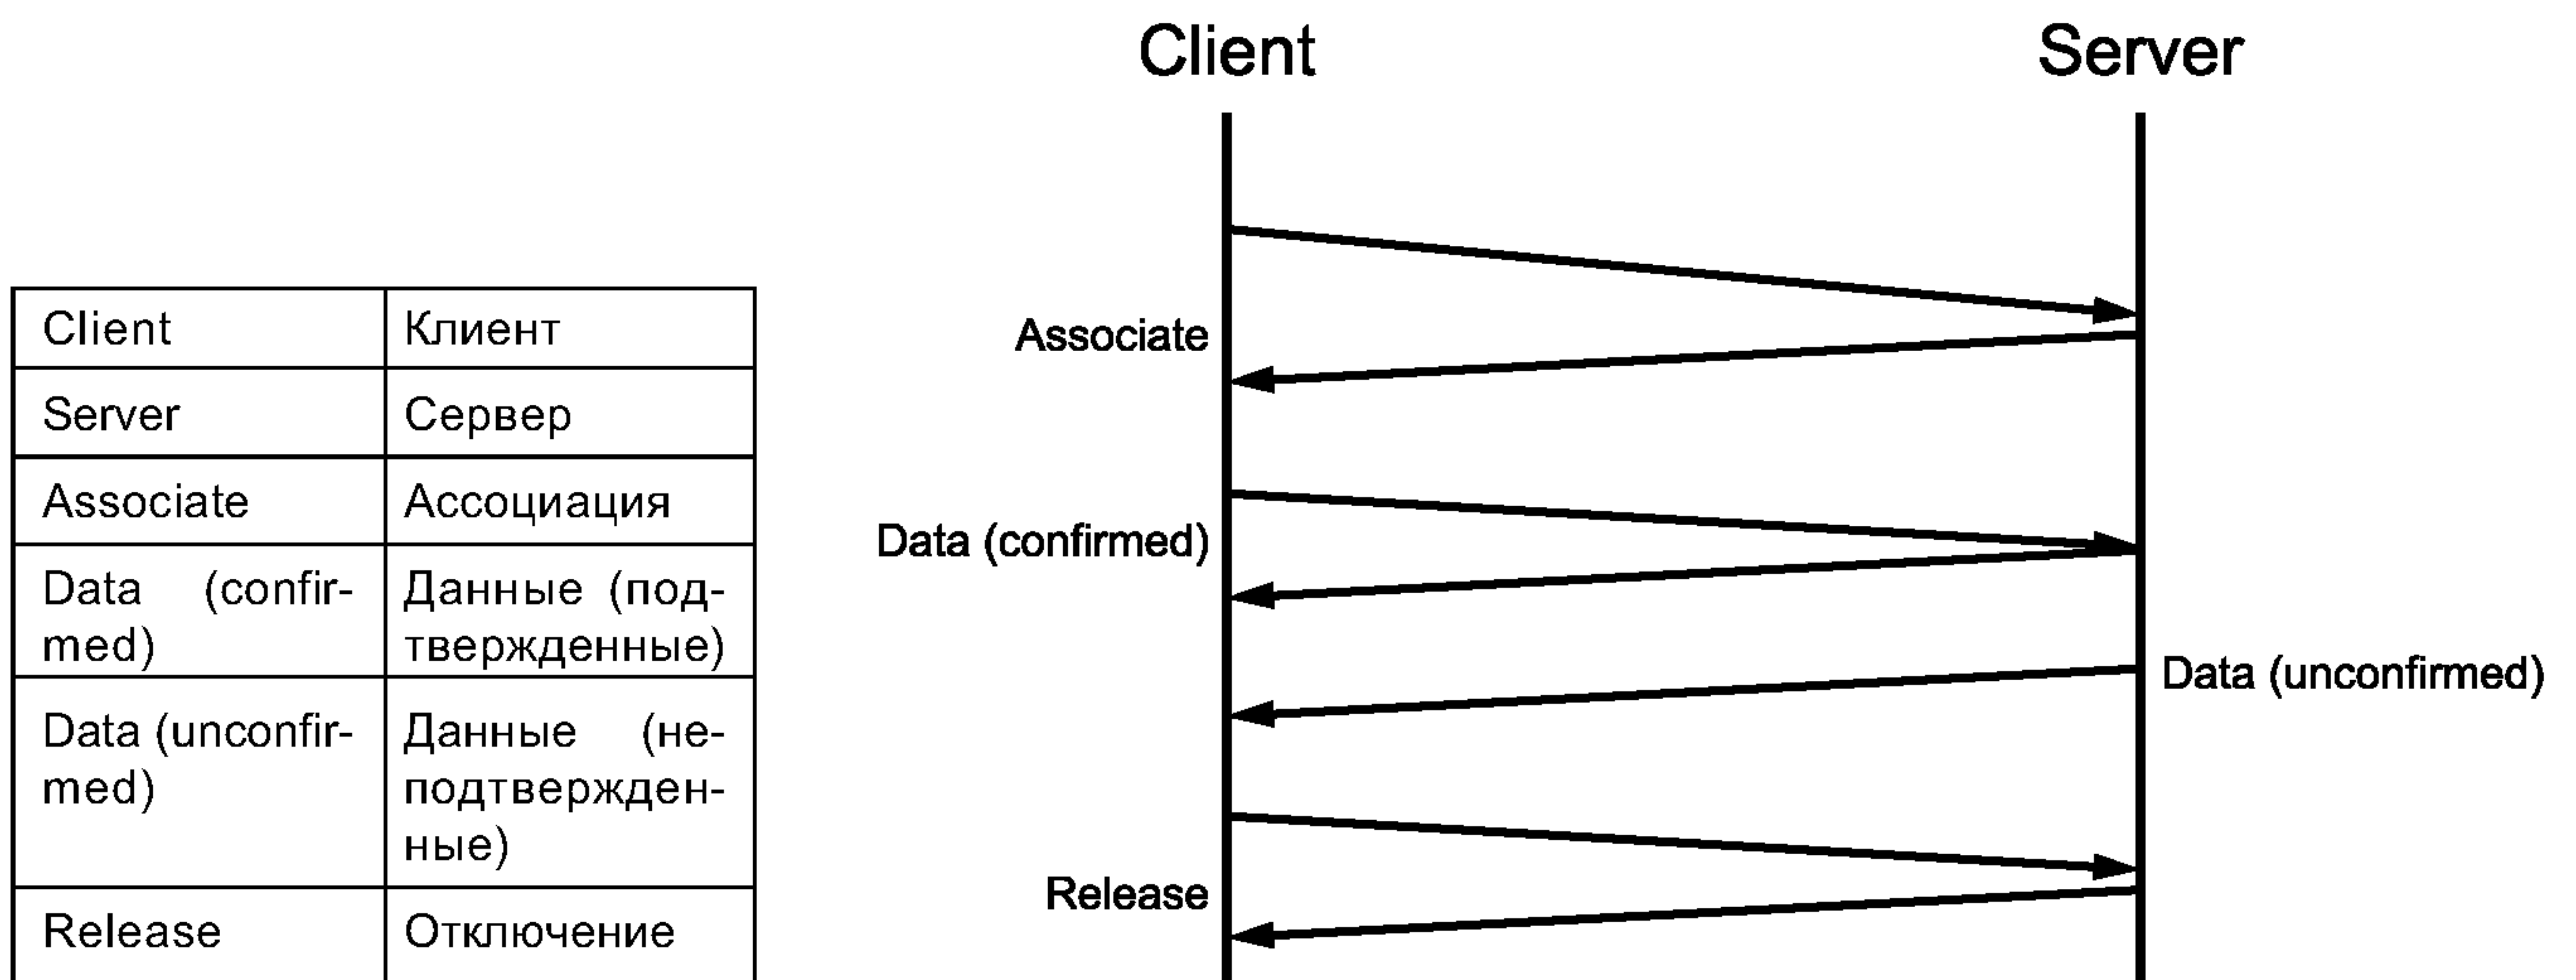 Client
Клиент
Server
Сервер
Associate
Ассоциация
Data (confir-
med)
Данные (под-
твержденные)
Data (unconfir-
med)
Данные (не-
подтвержден-
ные)
Release
Отключение
Client
Server
Associate
Data (confirmed)
Data (unconfirmed)
Release